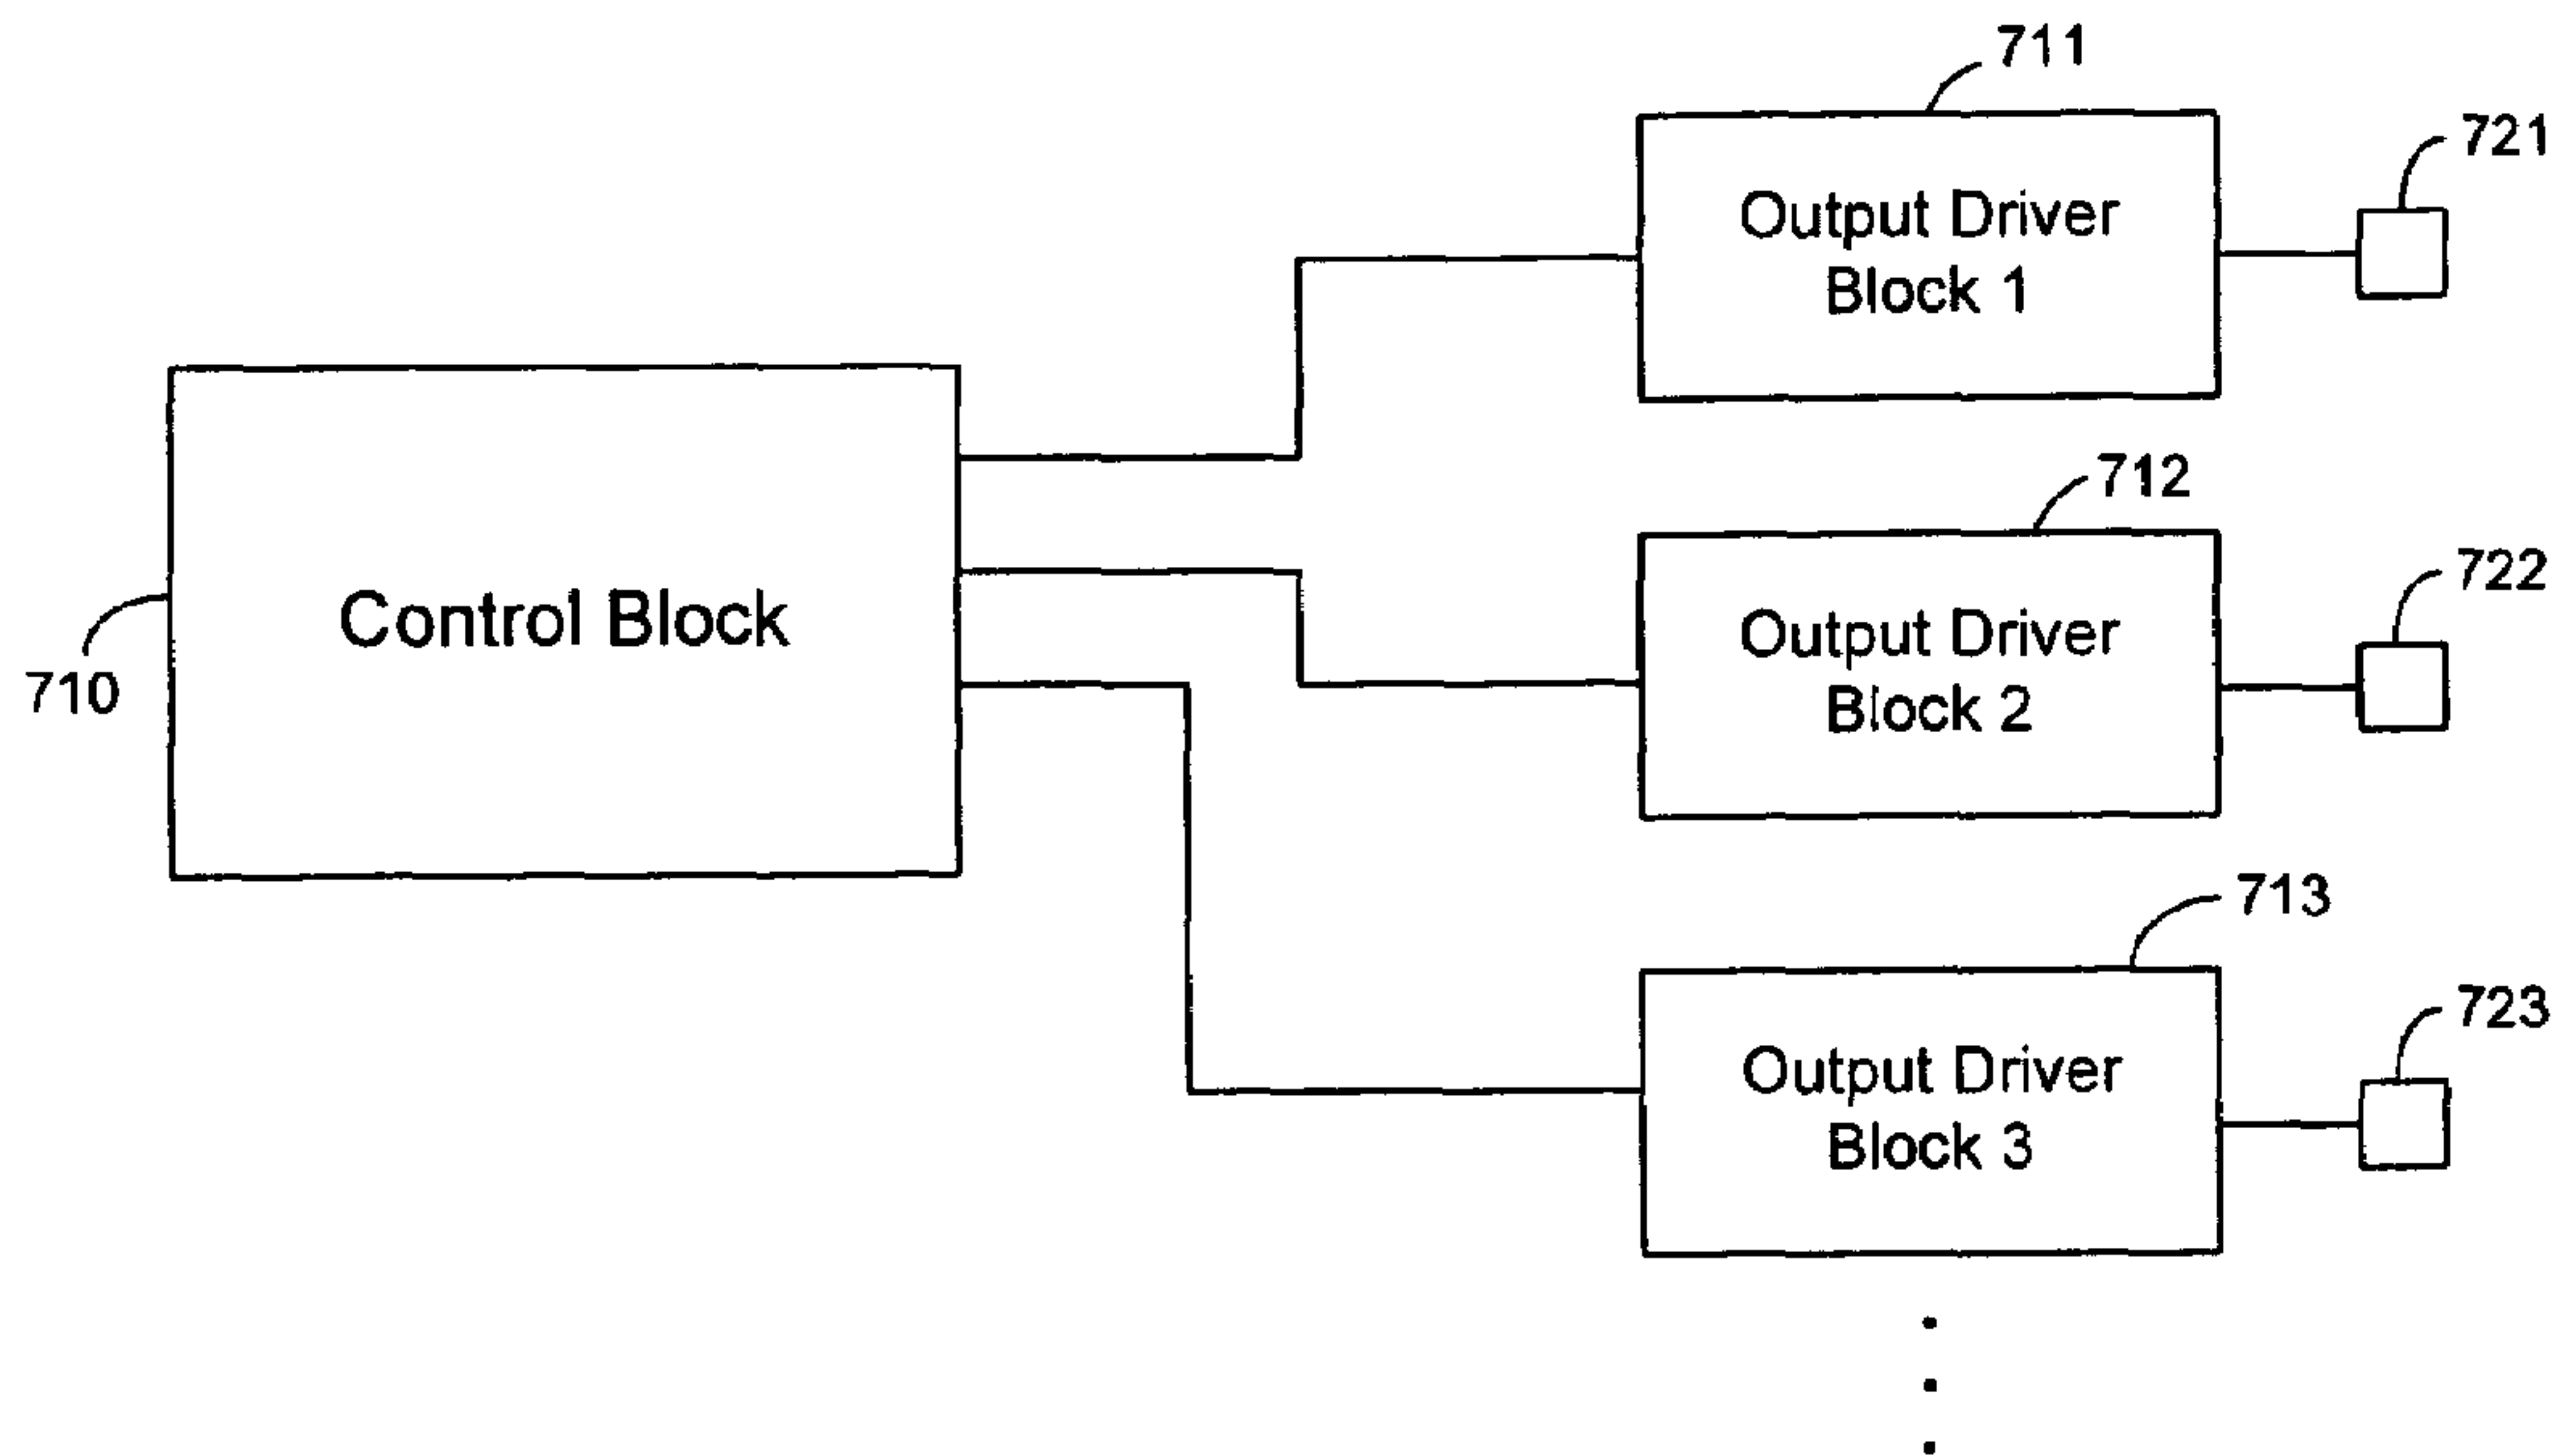 711
721
Output Driver
Block 1
712
722
Control Block
Output Driver
Block 2
710
713
723
Output Driver
Block 3